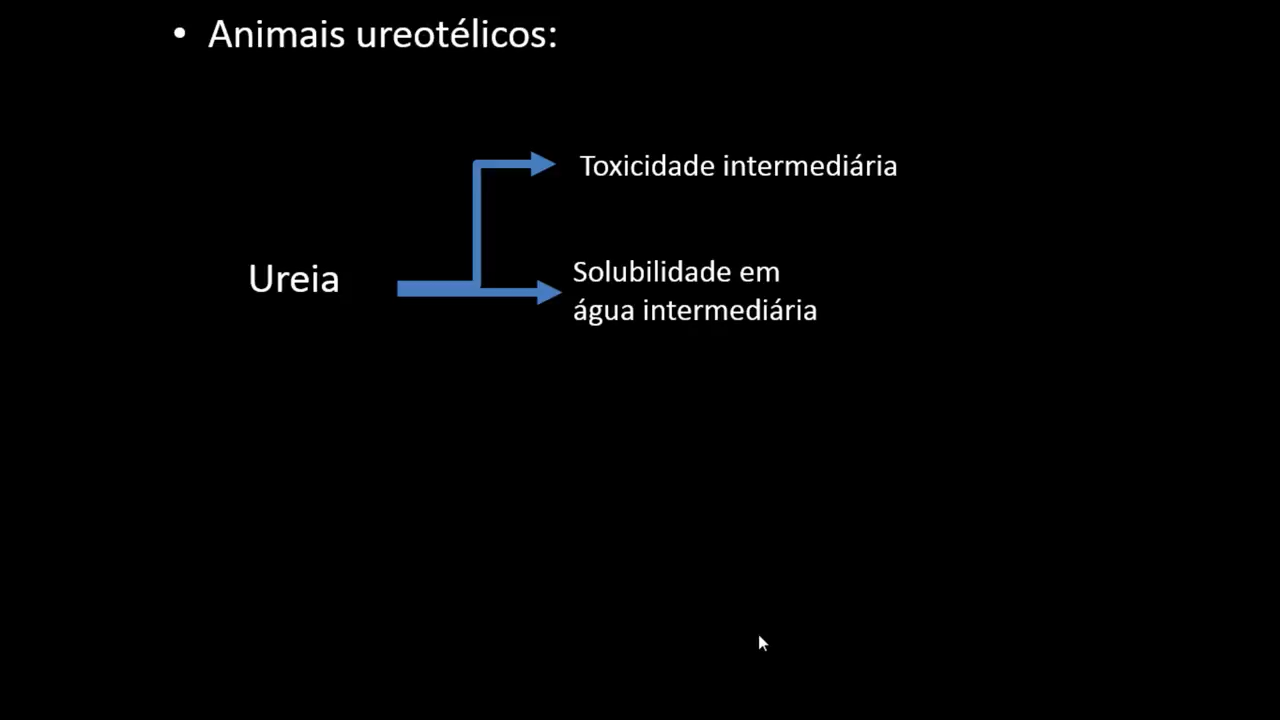 • Animais ureotélicos:
Toxicidade intermediária
Ureia
Solubilidade em
água intermediária